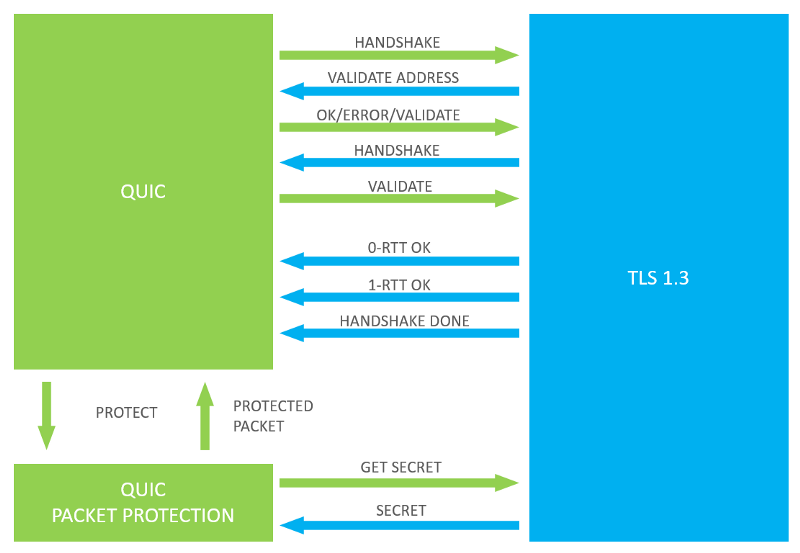 HANDSHAKE
VALIDATE ADDRESS
OK/ERROR/VALIDATE
HANDSHAKE
QUIC
VALIDATE
0-RTT OK
TLS 1.3
1-RTT OK
HANDSHAKE DONE
PROTECT
PROTECTED
PACKET
GET SECRET
QUIC
PACKET PROTECTION
SECRET